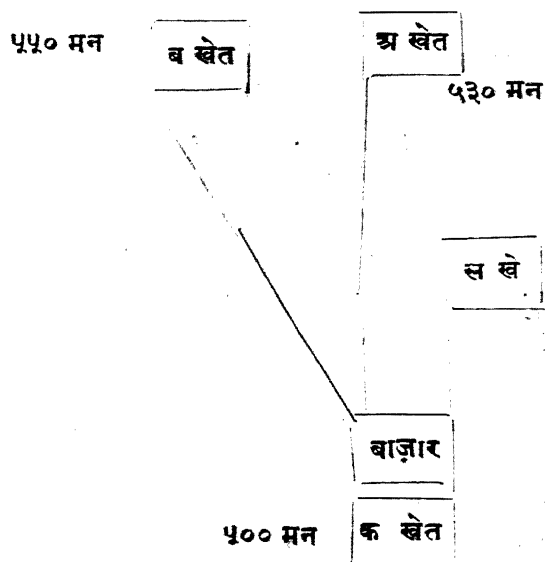 ५५० मन
ब खेत
अ खेत
५३० मन
स खे
बाज़ार
५०० मन
क खेत